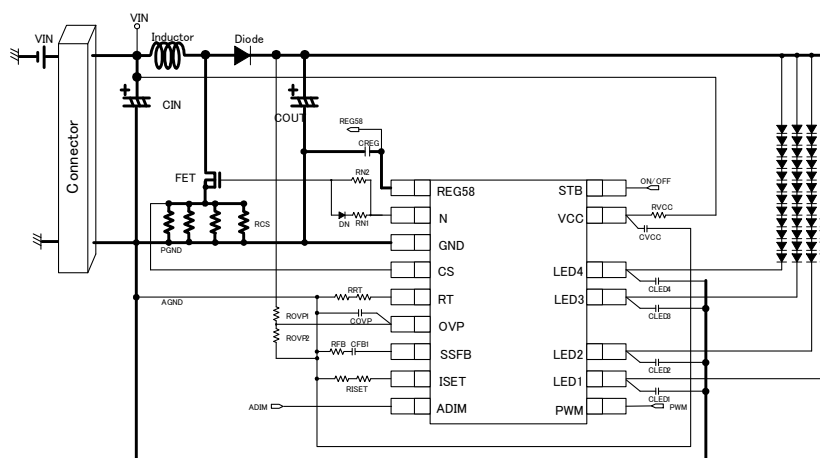 VIN
VIN
Inductor
Diode
CIN
COUT
REG58
CREG
Connector
FET
RN2
DN
RN1
RCS
PGND
AGND
REG58
N
GND
CS
RT
OVP
SSFB
ISET
ADIM
STB
VCC
LED4
LED3
LED2
LED1
PWM
ON/OFF
RVCC
CVCC
CLED4
CLED3
CLED2
CLED1
PWM
RRT
COVP
ROVP1
ROVP2
RFB
CFB1
RISET
ADIM